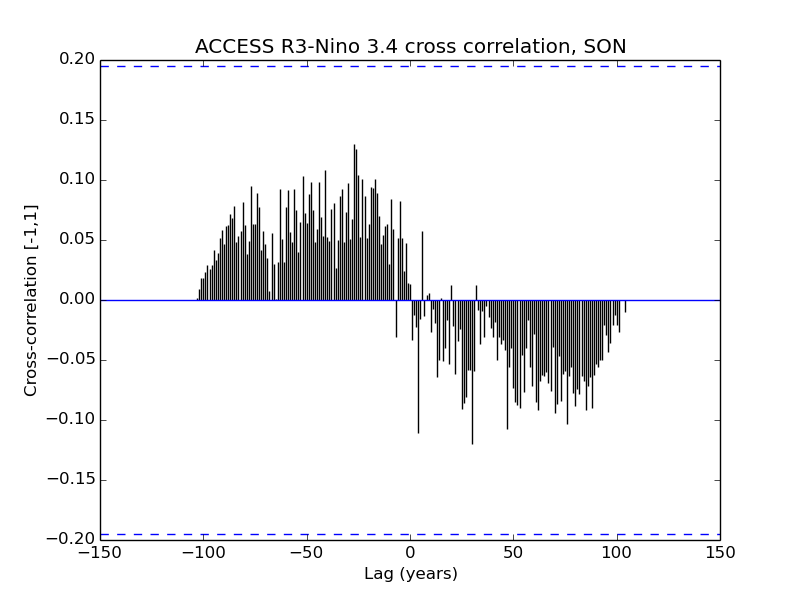 ACCESS R3-Nino 3.4 cross correlation, SON
0.20
0.15
0.10
0.05
0.00
−0.05
−0.10
−0.15
−0.20
Cross-correlation [-1,1]
−150 −100 −50 0 50 100 150
Lag (years)